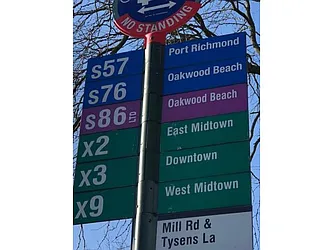 NO STANDING
S57 Port Richmond
S76 Oakwood Beach
S86 LTD Oakwood Beach
X2 East Midtown
X3 Downtown
X9 West Midtown
Mill Rd &
Tysens La